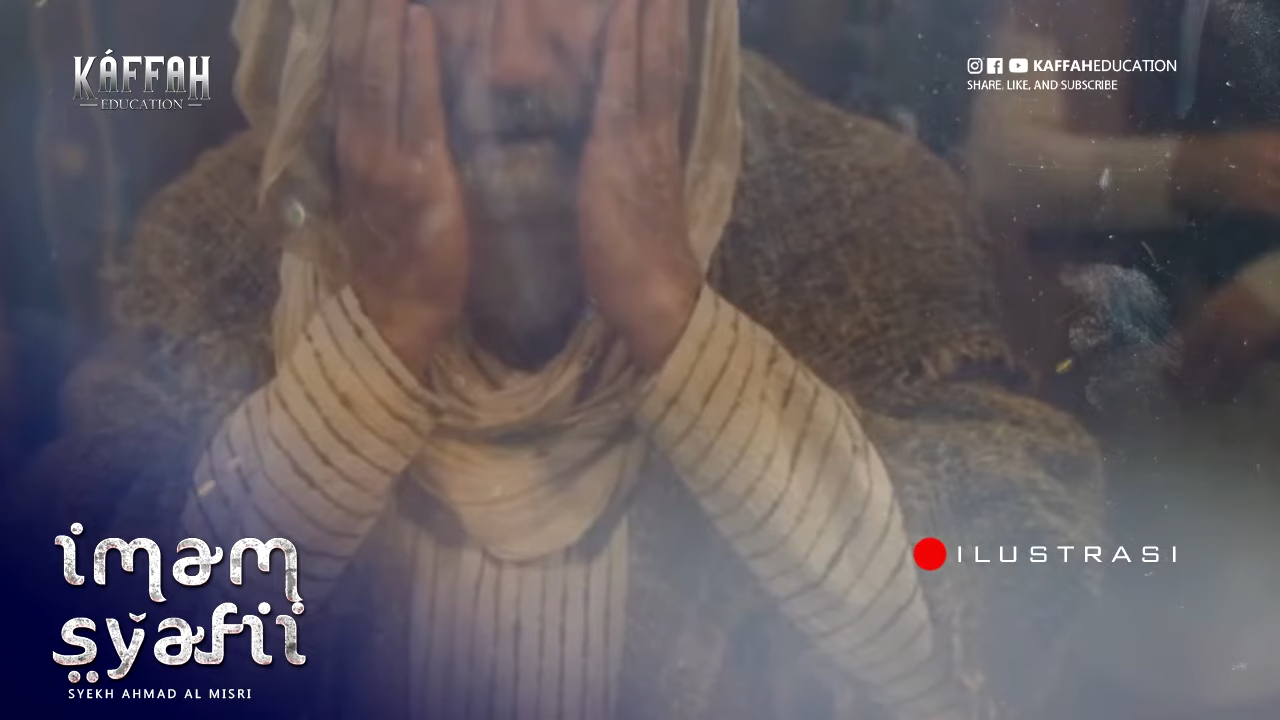 KÁFFAH
EDUCATION
KAFFAHEDUCATION
SHARE, LIKE, AND SUBSCRIBE
ILUSTRASI
imam
syafii
SYEKH AHMAD AL MISRI